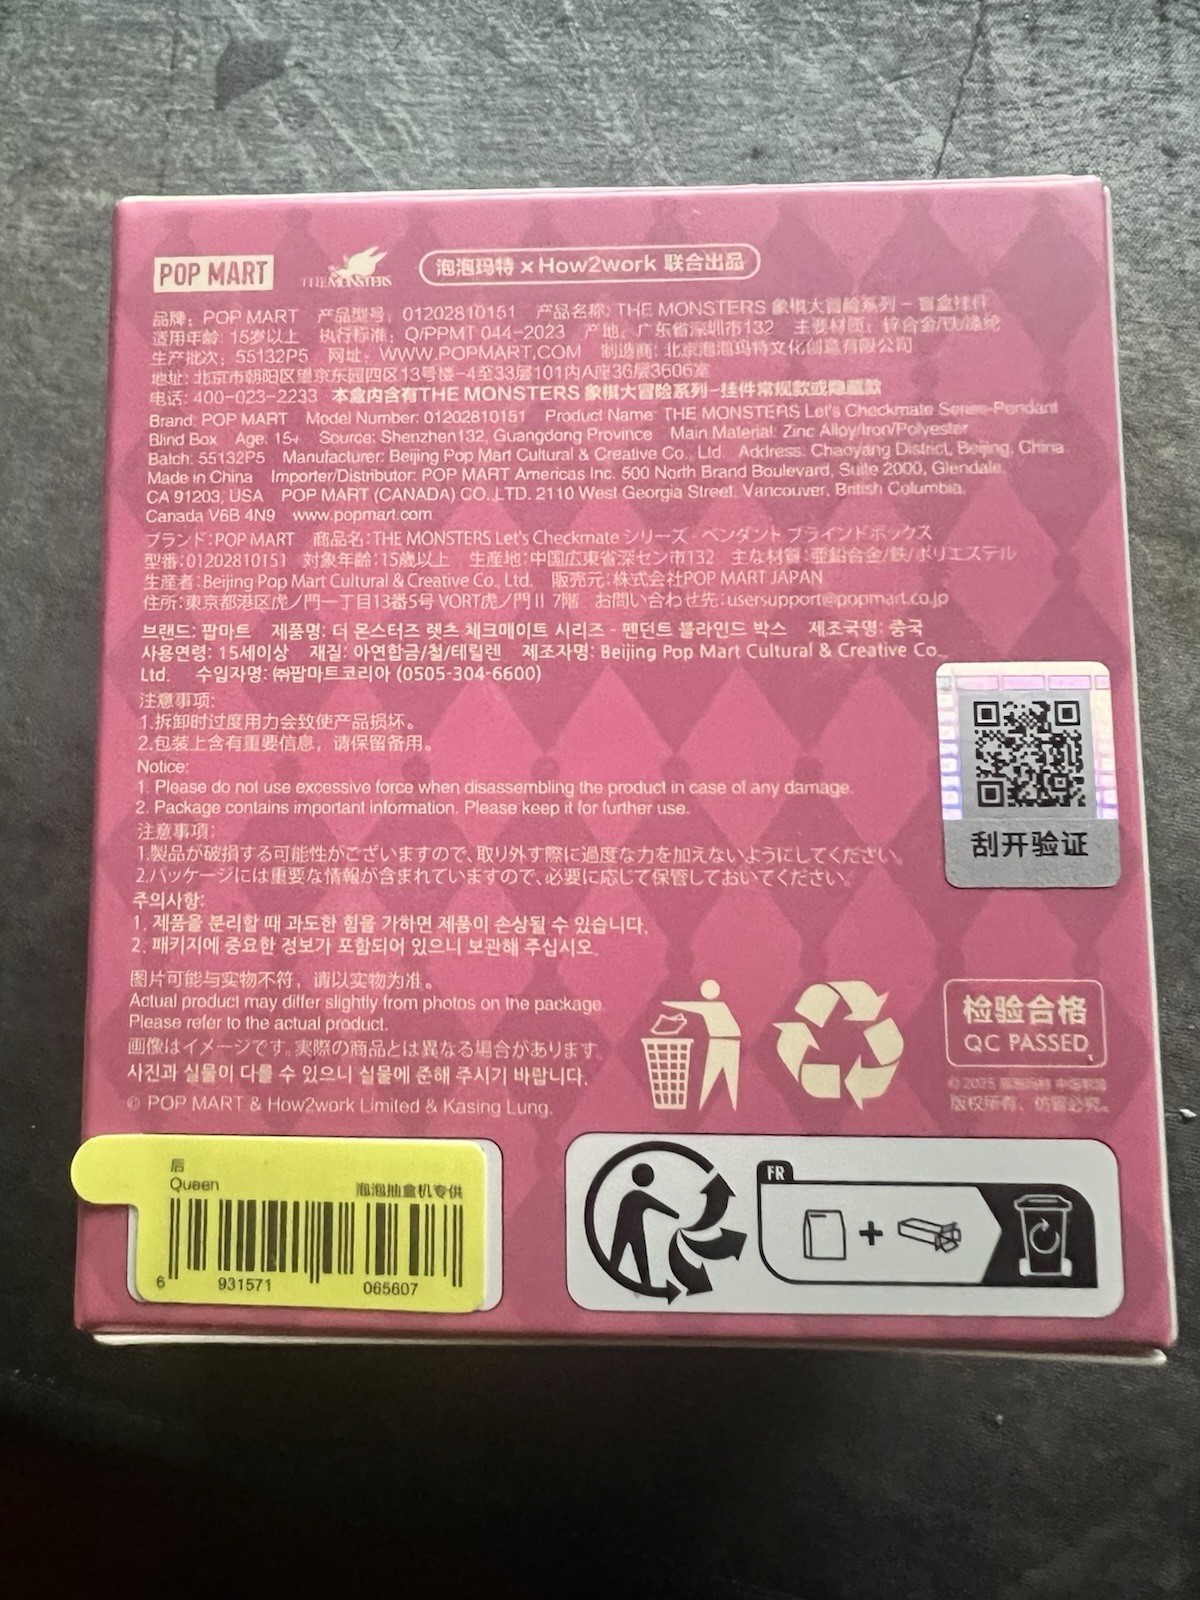 POP MART
THE MONSTERS
泡泡玛特 x How2work 联合出品
品牌：POP MART 产品型号：01202810151 产品名称：THE MONSTERS 象棋大冒险系列 - 盲盒挂件
适用年龄：15岁以上 执行标准：Q/PPMT 044-2023 产地：广东省深圳市132 主要材质：锌合金/
生产批次：55132P5 网址：WWW.POPMART.COM 制造商：北京泡泡玛特文化创意有限公司
地址：北京市朝阳区望京东园四区13号楼-4至33层101内A座36层3606室
电话：400-023-2233 本盒内含有THE MONSTERS 象棋大冒险系列-挂件常规款或隐藏款
Brand: POP MART Model Number: 01202810151 Product Name: THE MONSTERS Let's Checkmate Series-Pendant
Blind Box Age: 15+ Source: Shenzhen132, Guangdong Province Main Material: Zinc Alloy/Iron/Polyester
Batch: 55132P5 Manufacturer: Beijing Pop Mart Cultural & Creative Co., Ltd. Address: Chaoyang District, Beijing, China
Made in China Importer/Distributor: POP MART Americas Inc. 500 North Brand Boulevard, Suite 2000, Glendale,
CA 91203, USA POP MART (CANADA) CO. LTD. 2110 West Georgia Street, Vancouver, British Columbia,
Canada V6B 4N9 www.popmart.com
ブランド：POP MART 商品名：THE MONSTERS Let's Checkmate シリーズ - ペンダント ブラインドボックス
型番：01202810151 対象年齢：15歳以上 生産地：中国広東省深セン市132 主な材質：亜鉛合金/鉄/ポリエステル
生産者：Beijing Pop Mart Cultural & Creative Co., Ltd. 販売元：株式会社POP MART JAPAN
住所：東京都港区虎ノ門一丁目13番5号 VORT虎ノ門Ⅱ 7階 お問い合わせ先：usersupport@popmart.co.jp
브랜드: 팝마트 제품명: 더 몬스터즈 렛츠 체크메이트 시리즈 - 펜던트 블라인드 박스 제조국명: 중국
사용연령: 15세이상 재질: 아연합금/철/테릴렌 제조자명: Beijing Pop Mart Cultural & Creative Co.,
Ltd. 수입자명: ㈜팝마트코리아 (0505-304-6600)
注意事项：
1.拆卸时过度用力会致使产品损坏。
2.包装上含有重要信息，请保留备用。
Notice:
1. Please do not use excessive force when disassembling the product in case of any damage.
2. Package contains important information. Please keep it for further use.
注意事項：
1.製品が破損する可能性がございますので、取り外す際に過度な力を加えないようにしてください。
2.パッケージには重要な情報が含まれていますので、必要に応じて保管しておいてください。
주의사항:
1. 제품을 분리할 때 과도한 힘을 가하면 제품이 손상될 수 있습니다.
2. 패키지에 중요한 정보가 포함되어 있으니 보관해 주십시오.
图片可能与实物不符，请以实物为准。
Actual product may differ slightly from photos on the package.
Please refer to the actual product.
画像はイメージです。実際の商品とは異なる場合があります。
사진과 실물이 다를 수 있으니 실물에 준해 주시기 바랍니다.
© POP MART & How2work Limited & Kasing Lung.
刮开验证
检验合格
QC PASSED
© 2025 泡泡玛特
版权所有，仿冒必究。
后
Queen
泡泡抽盒机专供
6 931571 065607
FR